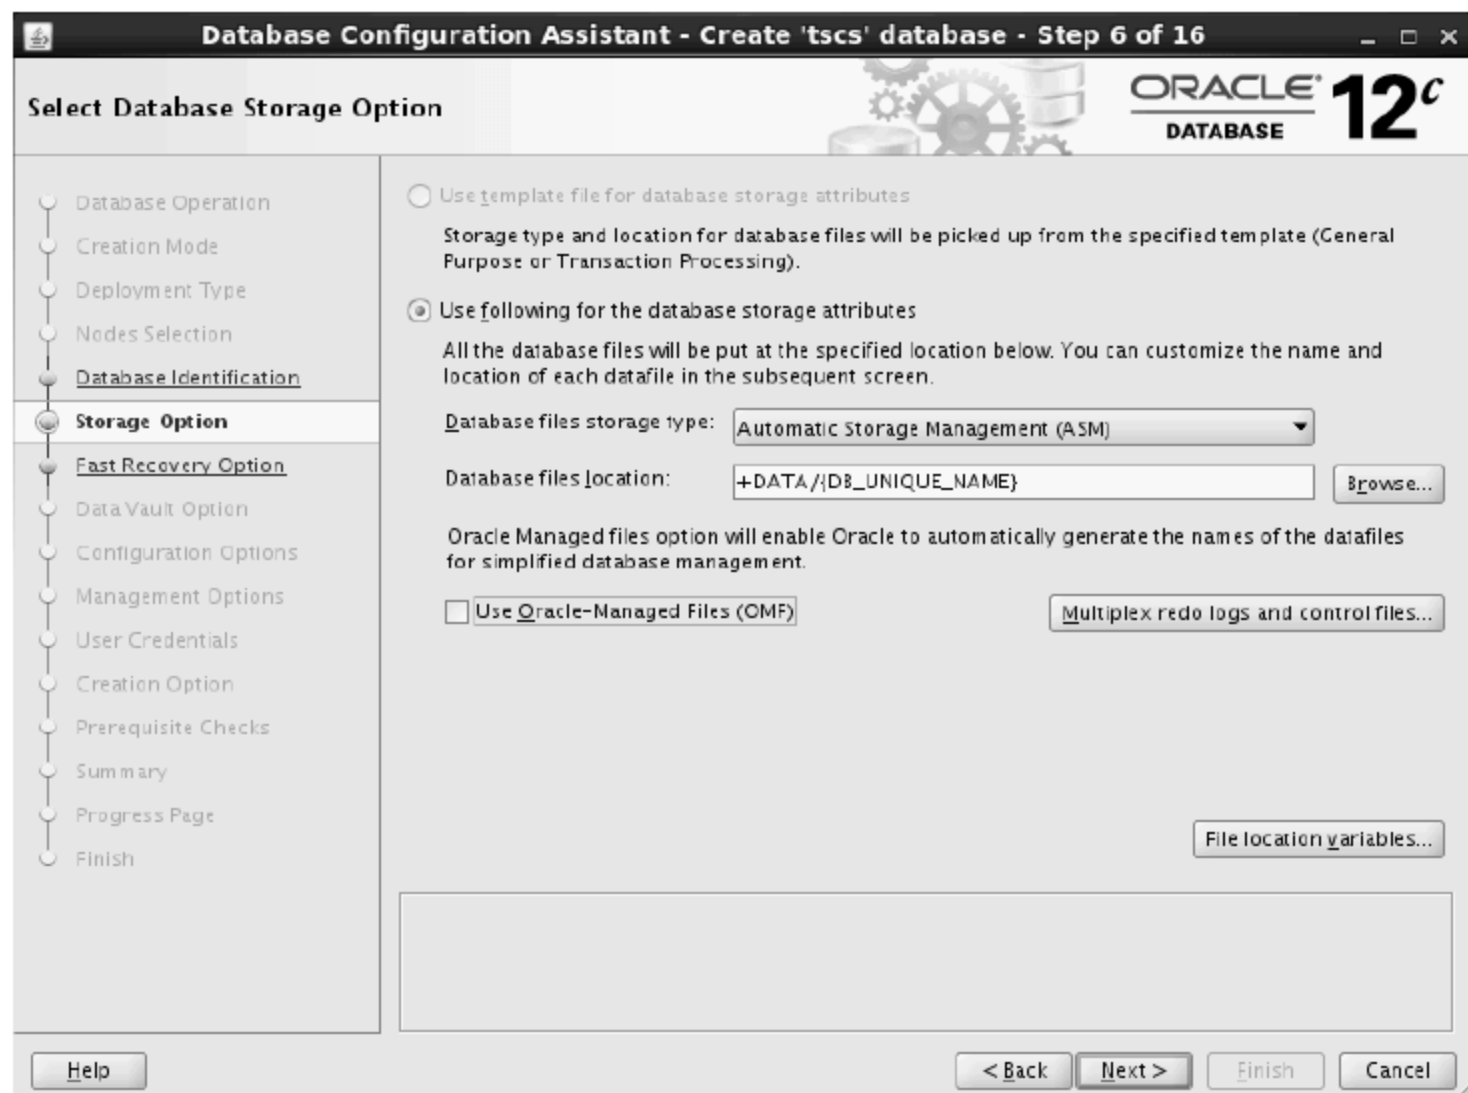 Database Configuration Assistant - Create 'tscs' database - Step 6 of 16
Select Database Storage Option
ORACLE
DATABASE
12c
Database Operation
Creation Mode
Deployment Type
Nodes Selection
Database Identification
Storage Option
Fast Recovery Option
Data Vault Option
Configuration Options
Management Options
User Credentials
Creation Option
Prerequisite Checks
Summary
Progress Page
Finish
Use template file for database storage attributes
Storage type and location for database files will be picked up from the specified template (General
Purpose or Transaction Processing).
Use following for the database storage attributes
All the database files will be put at the specified location below. You can customize the name and
location of each datafile in the subsequent screen.
Database files storage type: Automatic Storage Management (ASM)
Database files location: +DATA/{DB_UNIQUE_NAME} Browse...
Oracle Managed files option will enable Oracle to automatically generate the names of the datafiles
for simplified database management.
Use Oracle-Managed Files (OMF) Multiplex redo logs and control files...
File location variables...
Help < Back Next > Finish Cancel